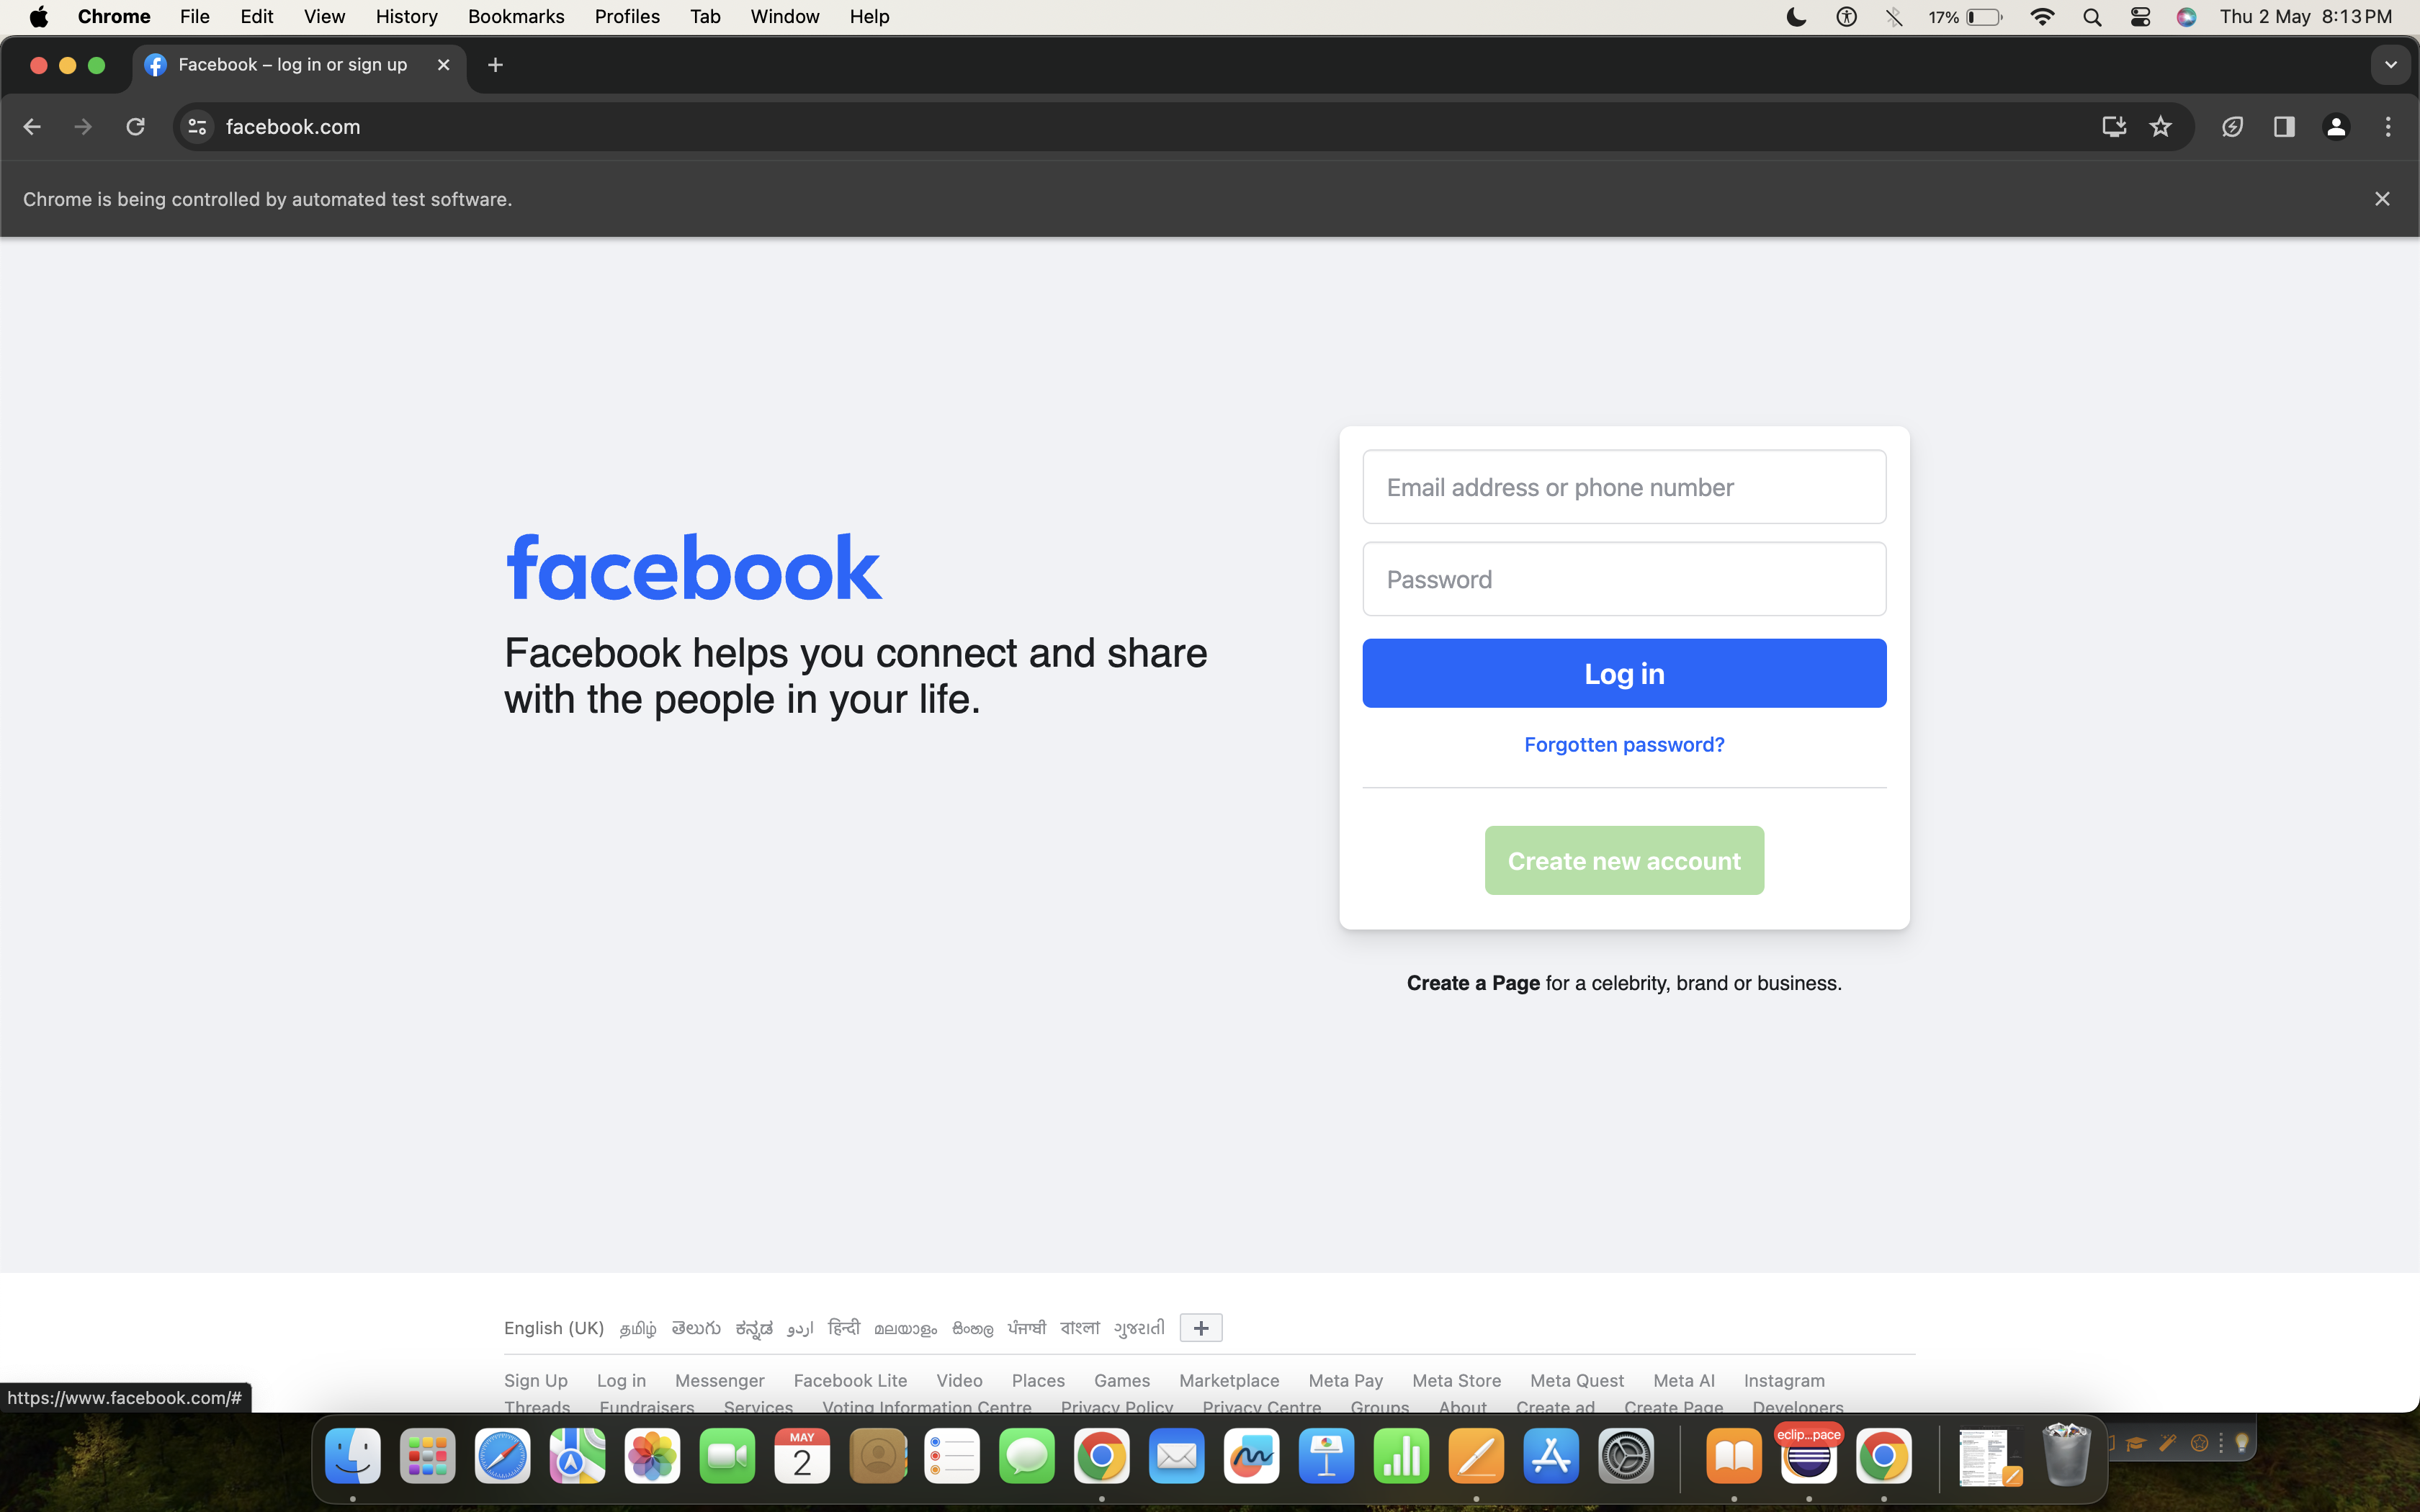 Chrome File Edit View History Bookmarks Profiles Tab Window Help 17% Thu 2 May 8:13 PM
Facebook – log in or sign up
facebook.com
Chrome is being controlled by automated test software.
facebook
Facebook helps you connect and share
with the people in your life.
Email address or phone number
Password
Log in
Forgotten password?
Create new account
Create a Page for a celebrity, brand or business.
English (UK) தமிழ் తెలుగు ಕನ್ನಡ اردو हिन्दी മലയാളം සිංහල ਪੰਜਾਬੀ বাংলা ગુજરાતી +
Sign Up Log in Messenger Facebook Lite Video Places Games Marketplace Meta Pay Meta Store Meta Quest Meta AI Instagram
Threads Fundraisers Services Voting Information Centre Privacy Policy Privacy Centre Groups About Create ad Create Page Developers
https://www.facebook.com/#
MAY
2
eclip...pace